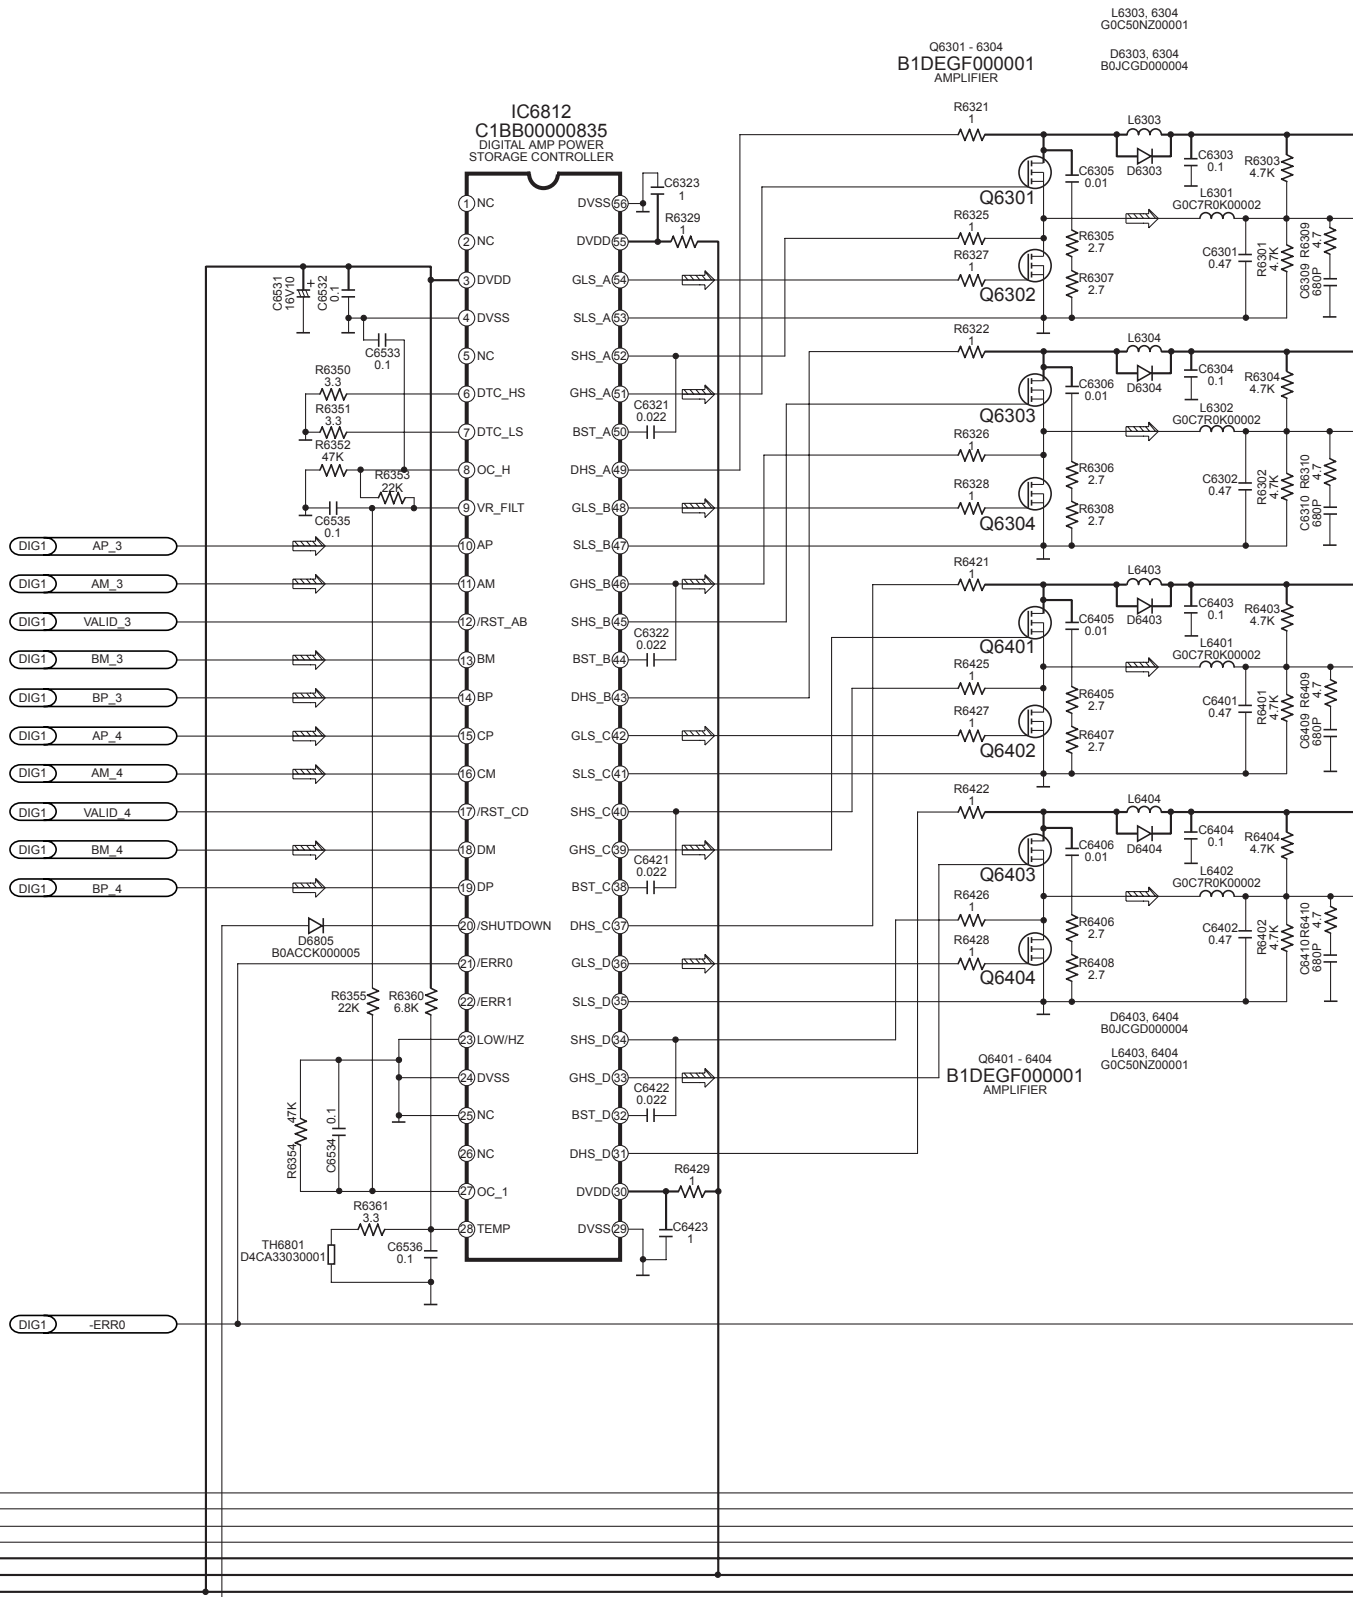 L6303, 6304
G0C50NZ00001
Q6301 - 6304
B1DEGF000001
AMPLIFIER
D6303, 6304
B0JCGD000004
IC6812
C1BB00000835
DIGITAL AMP POWER
STORAGE CONTROLLER
1 NC
2 NC
3 DVDD
4 DVSS
5 NC
6 DTC_HS
7 DTC_LS
8 OC_H
9 VR_FILT
10 AP
11 AM
12 /RST_AB
13 BM
14 BP
15 CP
16 CM
17 /RST_CD
18 DM
19 DP
20 /SHUTDOWN
21 /ERR0
22 /ERR1
23 LOW/HZ
24 DVSS
25 NC
26 NC
27 OC_1
28 TEMP
DVSS 56
DVDD 55
GLS_A 54
SLS_A 53
SHS_A 52
GHS_A 51
BST_A 50
DHS_A 49
GLS_B 48
SLS_B 47
GHS_B 46
SHS_B 45
BST_B 44
DHS_B 43
GLS_C 42
SLS_C 41
SHS_C 40
GHS_C 39
BST_C 38
DHS_C 37
GLS_D 36
SLS_D 35
SHS_D 34
GHS_D 33
BST_D 32
DHS_D 31
DVDD 30
DVSS 29
C6531
16V10
+
C6532
0.1
C6533
0.1
R6350
3.3
R6351
3.3
R6352
47K
R6353
22K
C6535
0.1
DIG1 AP_3
DIG1 AM_3
DIG1 VALID_3
DIG1 BM_3
DIG1 BP_3
DIG1 AP_4
DIG1 AM_4
DIG1 VALID_4
DIG1 BM_4
DIG1 BP_4
D6805
B0ACCK000005
R6355
22K
R6360
6.8K
R6354
47K
C6534
0.1
R6361
3.3
TH6801
D4CA33030001
C6536
0.1
DIG1 -ERR0
C6323
1
R6329
1
C6321
0.022
C6322
0.022
C6421
0.022
C6422
0.022
R6429
1
C6423
1
R6321
1
L6303
D6303
C6303
0.1
R6303
4.7K
Q6301
C6305
0.01
L6301
G0C7R0K00002
R6325
1
R6305
2.7
R6327
1
R6307
2.7
Q6302
C6301
0.47
R6301
4.7K
R6309
4.7
C6309
680P
R6322
1
L6304
D6304
C6304
0.1
R6304
4.7K
Q6303
C6306
0.01
L6302
G0C7R0K00002
R6326
1
R6306
2.7
R6328
1
R6308
2.7
Q6304
C6302
0.47
R6302
4.7K
R6310
4.7
C6310
680P
R6421
1
L6403
D6403
C6403
0.1
R6403
4.7K
Q6401
C6405
0.01
L6401
G0C7R0K00002
R6425
1
R6405
2.7
R6427
1
R6407
2.7
Q6402
C6401
0.47
R6401
4.7K
R6409
4.7
C6409
680P
R6422
1
L6404
D6404
C6404
0.1
R6404
4.7K
Q6403
C6406
0.01
L6402
G0C7R0K00002
R6426
1
R6406
2.7
R6428
1
R6408
2.7
Q6404
C6402
0.47
R6402
4.7K
R6410
4.7
C6410
680P
D6403, 6404
B0JCGD000004
Q6401 - 6404
B1DEGF000001
AMPLIFIER
L6403, 6404
G0C50NZ00001